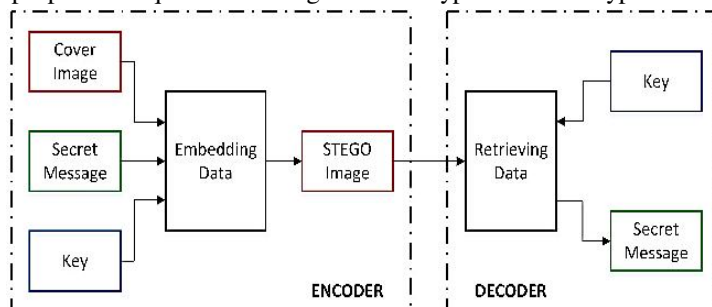 Cover
Image
Secret
Message
Key
Embedding
Data
STEGO
Image
ENCODER
Retrieving
Data
Key
Secret
Message
DECODER